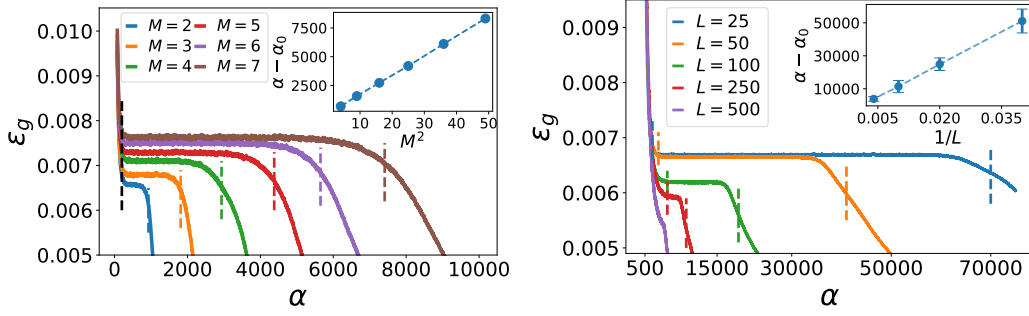 0.010
0.009
0.008
0.007
0.006
0.005
ε_g
M = 2
M = 3
M = 4
M = 5
M = 6
M = 7
7500
5000
2500
α − α₀
10 20 30 40 50
M²
0 2000 4000 6000 8000 10000
α
0.009
0.008
0.007
0.006
0.005
ε_g
L = 25
L = 50
L = 100
L = 250
L = 500
50000
30000
10000
α − α₀
0.005 0.020 0.035
1/L
500 15000 30000 50000 70000
α